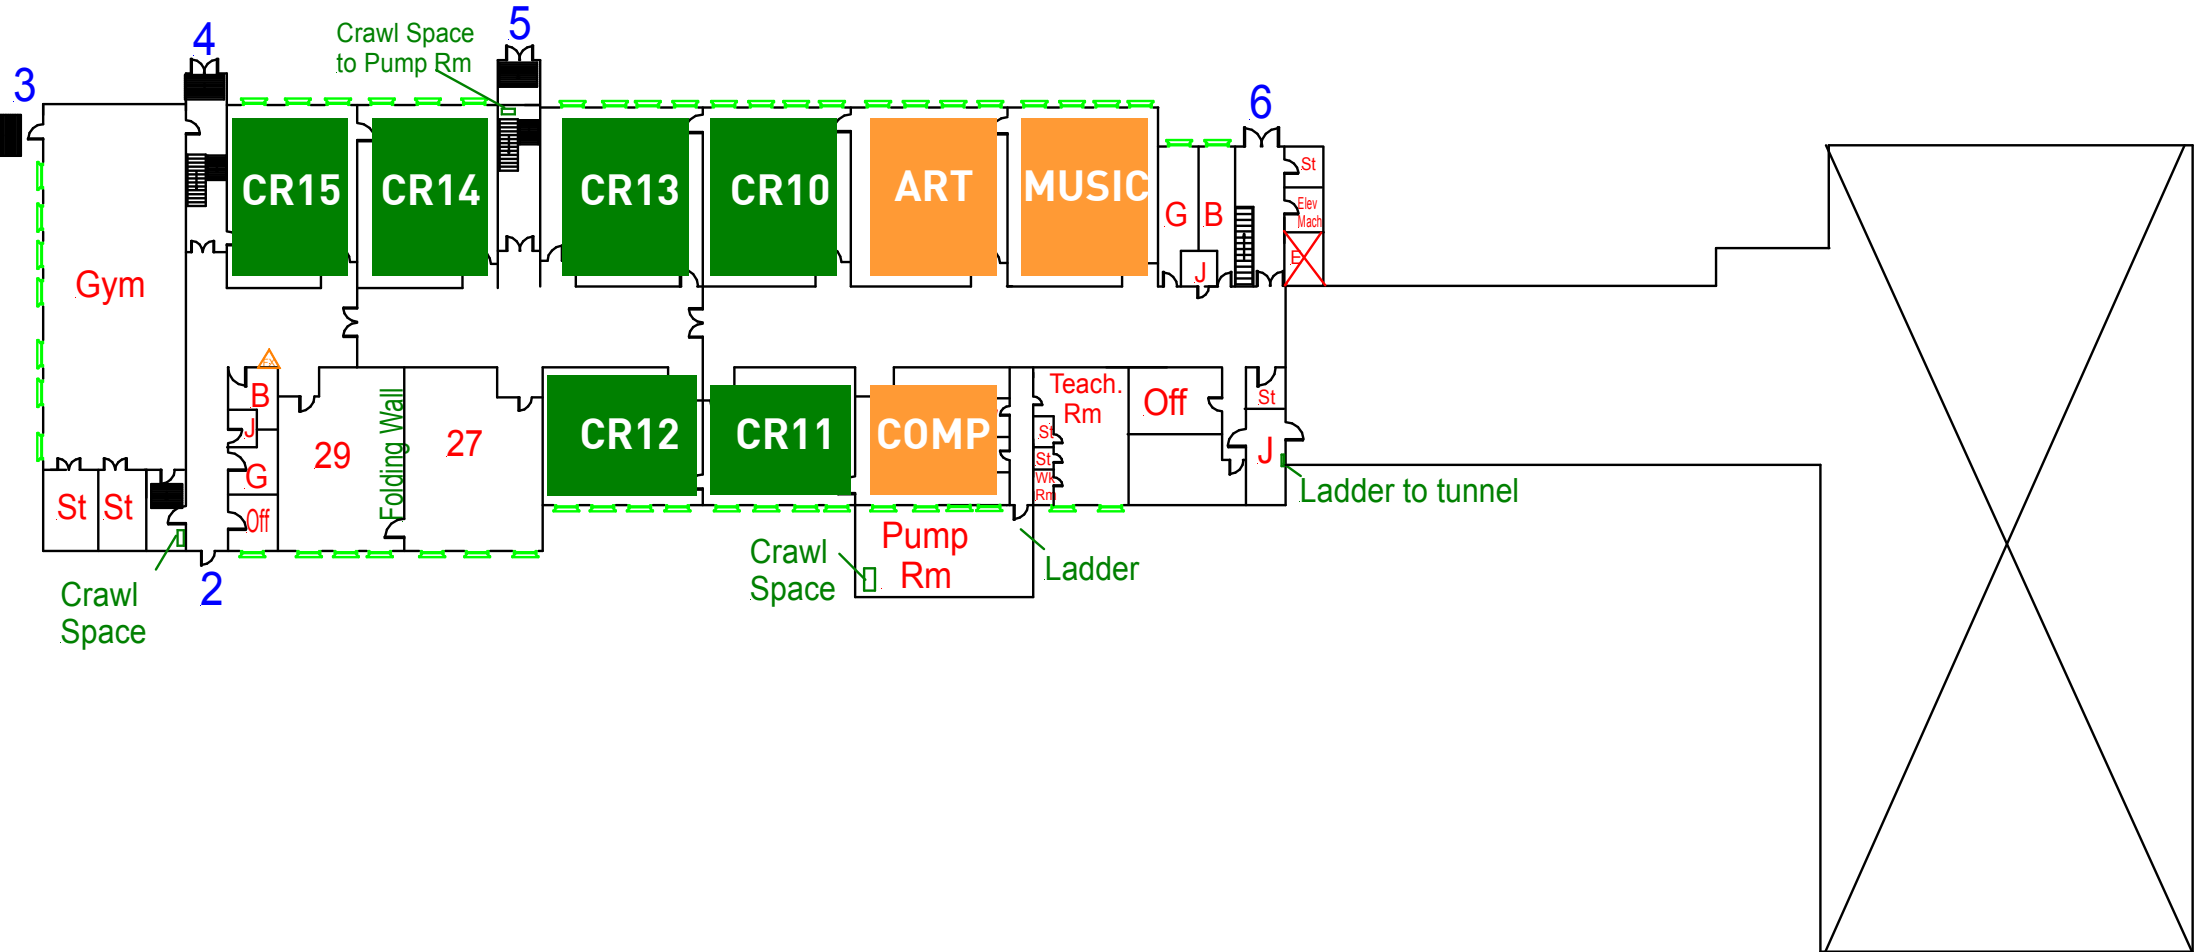 5
Crawl Space
to Pump Rm
4
3
6
CR15
CR14
CR13
CR10
ART
MUSIC
St
Elev
Mach
G
B
E
J
Gym
B
J
G
Off
29
Folding Wall
27
CR12
CR11
COMP
Teach.
Rm
Off
St
St
St
Wk
Rm
J
Ladder to tunnel
St
St
Pump
Rm
Crawl
Space
Ladder
Crawl
Space
2